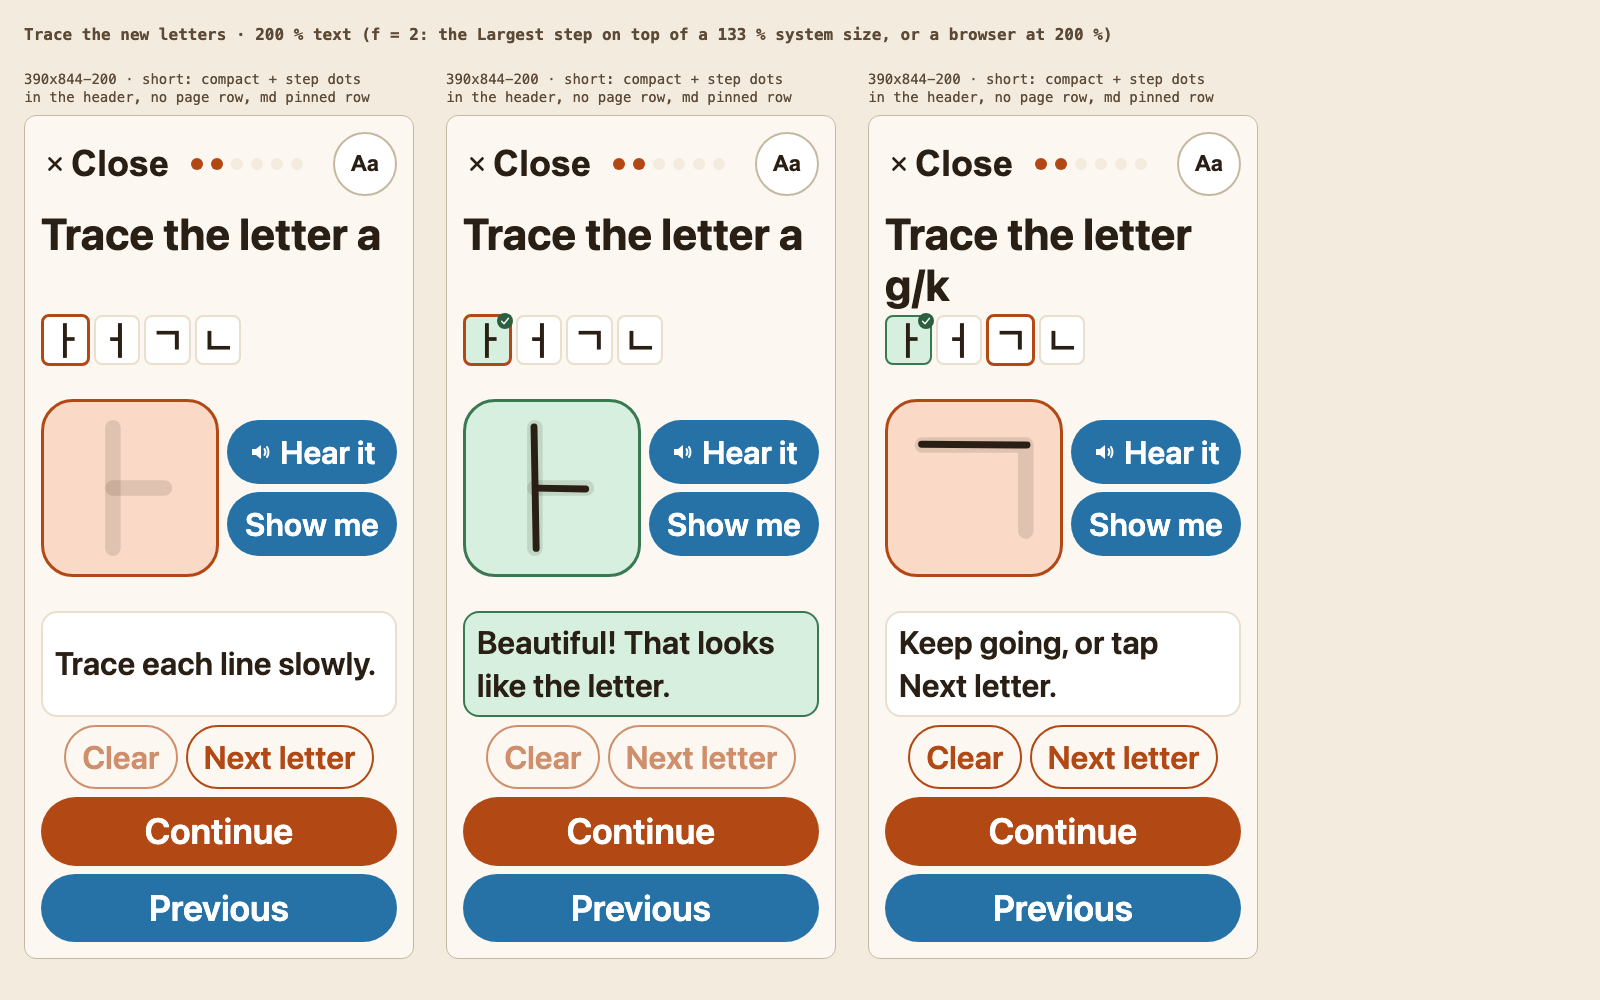 Trace the new letters · 200 % text (f = 2: the Largest step on top of a 133 % system size, or a browser at 200 %)
390x844–200 · short: compact + step dots
in the header, no page row, md pinned row
× Close
Aa
Trace the letter a
ㅏ ㅓ ㄱ ㄴ
ㅏ
Hear it
Show me
Trace each line slowly.
Clear
Next letter
Continue
Previous
390x844–200 · short: compact + step dots
in the header, no page row, md pinned row
× Close
Aa
Trace the letter a
ㅏ ㅓ ㄱ ㄴ
ㅏ
Hear it
Show me
Beautiful! That looks
like the letter.
Clear
Next letter
Continue
Previous
390x844–200 · short: compact + step dots
in the header, no page row, md pinned row
× Close
Aa
Trace the letter
g/k
ㅏ ㅓ ㄱ ㄴ
ㄱ
Hear it
Show me
Keep going, or tap
Next letter.
Clear
Next letter
Continue
Previous